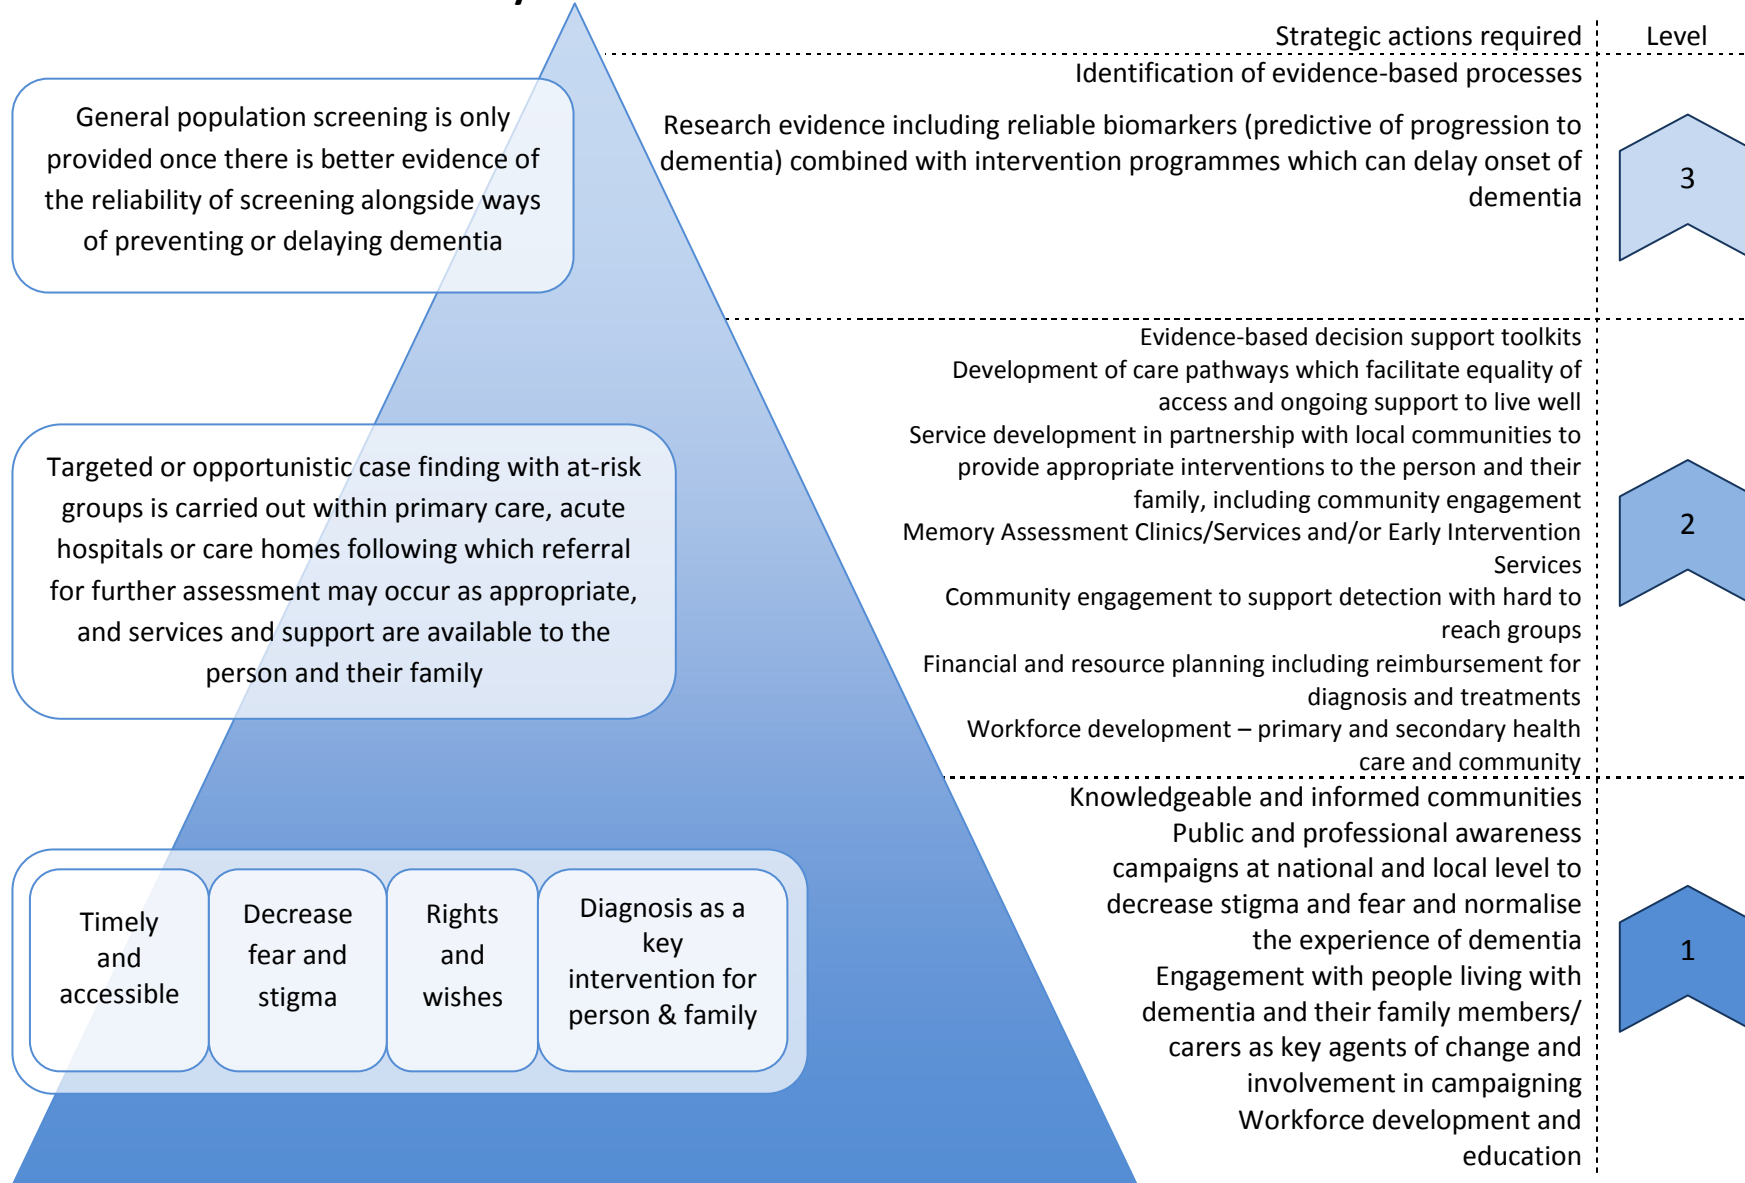 Strategic actions required
Level
General population screening is only
provided once there is better evidence of
the reliability of screening alongside ways
of preventing or delaying dementia
Identification of evidence-based processes
Research evidence including reliable biomarkers (predictive of progression to
dementia) combined with intervention programmes which can delay onset of
dementia
3
Targeted or opportunistic case finding with at-risk
groups is carried out within primary care, acute
hospitals or care homes following which referral
for further assessment may occur as appropriate,
and services and support are available to the
person and their family
Evidence-based decision support toolkits
Development of care pathways which facilitate equality of
access and ongoing support to live well
Service development in partnership with local communities to
provide appropriate interventions to the person and their
family, including community engagement
Memory Assessment Clinics/Services and/or Early Intervention
Services
Community engagement to support detection with hard to
reach groups
Financial and resource planning including reimbursement for
diagnosis and treatments
Workforce development – primary and secondary health
care and community
2
Timely
and
accessible
Decrease
fear and
stigma
Rights
and
wishes
Diagnosis as a
key
intervention for
person & family
Knowledgeable and informed communities
Public and professional awareness
campaigns at national and local level to
decrease stigma and fear and normalise
the experience of dementia
Engagement with people living with
dementia and their family members/
carers as key agents of change and
involvement in campaigning
Workforce development and
education
1